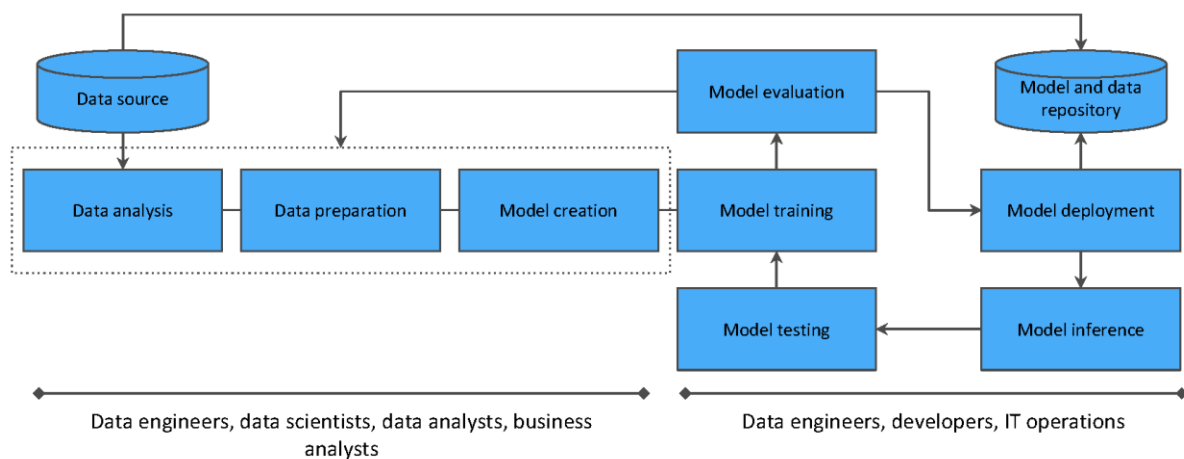 Data source
Model evaluation
Model and data
repository
Data analysis
Data preparation
Model creation
Model training
Model deployment
Model testing
Model inference
Data engineers, data scientists, data analysts, business
analysts
Data engineers, developers, IT operations